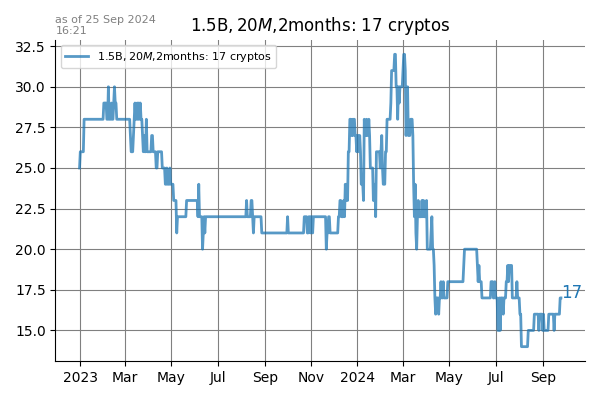 as of 25 Sep 2024
16:21
1.5B, 20M,2months: 17 cryptos
1.5B, 20M,2months: 17 cryptos
32.5
30.0
27.5
25.0
22.5
20.0
17.5
15.0
17
2023 Mar May Jul Sep Nov 2024 Mar May Jul Sep